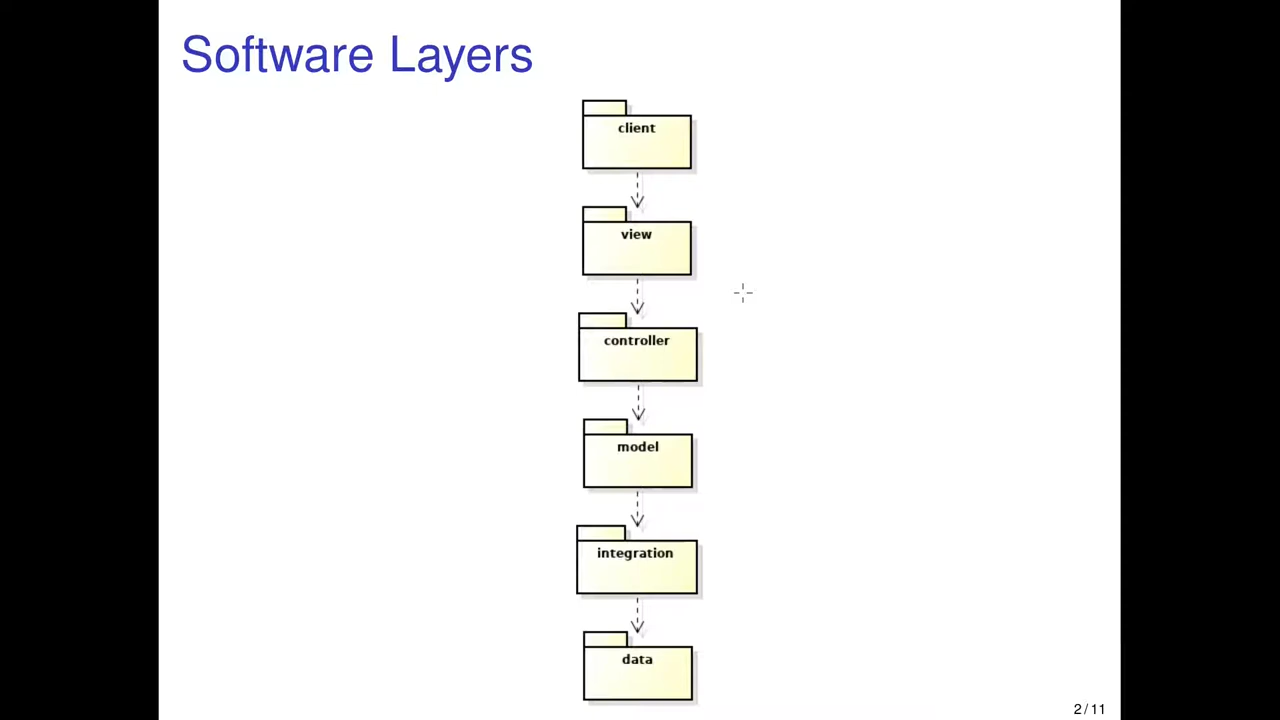 Software Layers
client
view
controller
model
integration
data
2 / 11